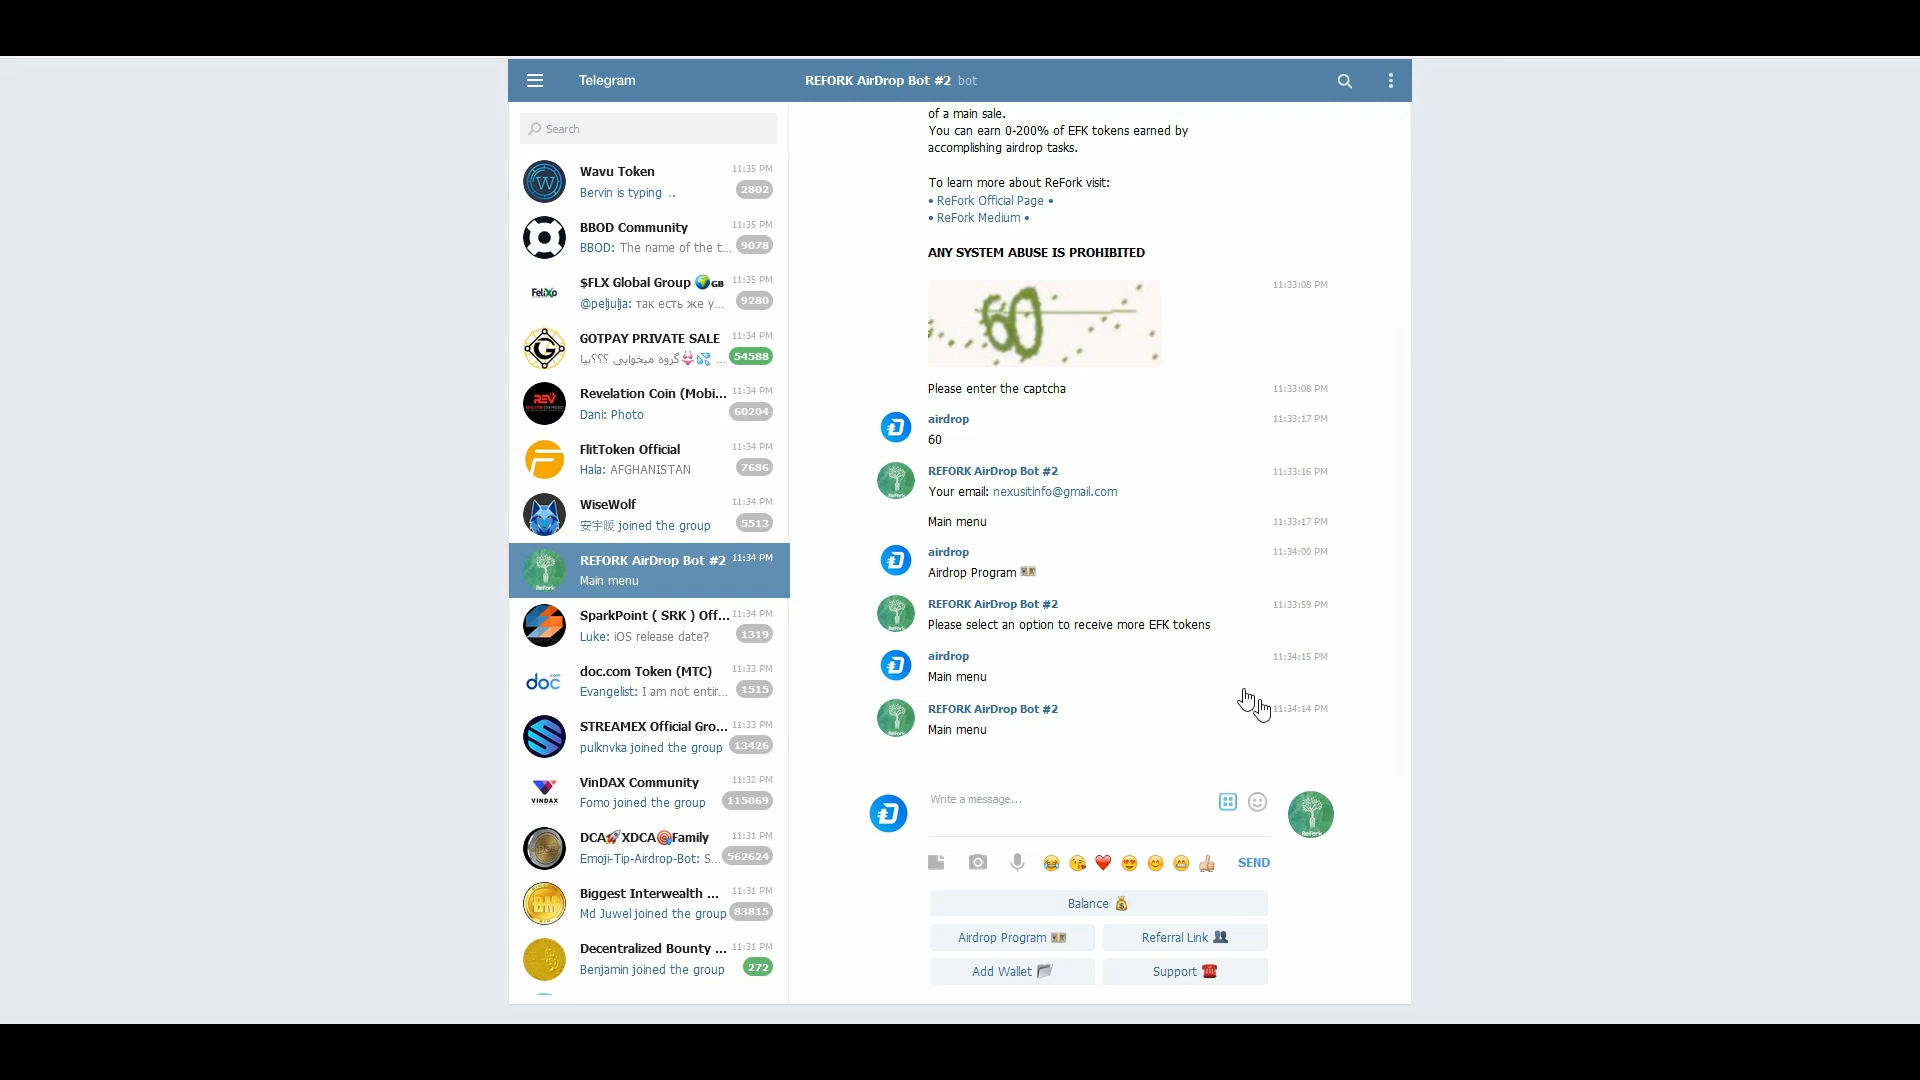 Telegram
REFORK AirDrop Bot #2 bot
Search
Wavu Token 11:35 PM
Bervin is typing .. 2802
BBOD Community 11:35 PM
BBOD: The name of the t... 9078
$FLX Global Group 🌍GB 11:35 PM
@peljulja: так есть же у... 9280
GOTPAY PRIVATE SALE 11:34 PM
گروه میخوایی ؟؟؟بیا👙💦 ... 54588
Revelation Coin (Mobi... 11:34 PM
Dani: Photo 60204
FlitToken Official 11:34 PM
Hala: AFGHANISTAN 7686
WiseWolf 11:34 PM
安宇暖 joined the group 5513
REFORK AirDrop Bot #2 11:34 PM
Main menu
SparkPoint ( SRK ) Off... 11:34 PM
Luke: iOS release date? 1319
doc.com Token (MTC) 11:33 PM
Evangelist: I am not entir... 1515
STREAMEX Official Gro... 11:33 PM
pulknvka joined the group 13426
VinDAX Community 11:32 PM
Fomo joined the group 115069
DCA🚀XDCA🎯Family 11:31 PM
Emoji-Tip-Airdrop-Bot: S... 562624
Biggest Interwealth ... 11:31 PM
Md Juwel joined the group 83815
Decentralized Bounty ... 11:31 PM
Benjamin joined the group 272
of a main sale.
You can earn 0-200% of EFK tokens earned by
accomplishing airdrop tasks.
To learn more about ReFork visit:
• ReFork Official Page •
• ReFork Medium •
ANY SYSTEM ABUSE IS PROHIBITED
60 11:33:08 PM
Please enter the captcha 11:33:08 PM
airdrop 11:33:17 PM
60
REFORK AirDrop Bot #2 11:33:16 PM
Your email: nexusitinfo@gmail.com
Main menu 11:33:17 PM
airdrop 11:34:00 PM
Airdrop Program 💵
REFORK AirDrop Bot #2 11:33:59 PM
Please select an option to receive more EFK tokens
airdrop 11:34:15 PM
Main menu
REFORK AirDrop Bot #2 11:34:14 PM
Main menu
Write a message...
SEND
Balance 💰
Airdrop Program 💵 Referral Link 👥
Add Wallet 📂 Support ☎️